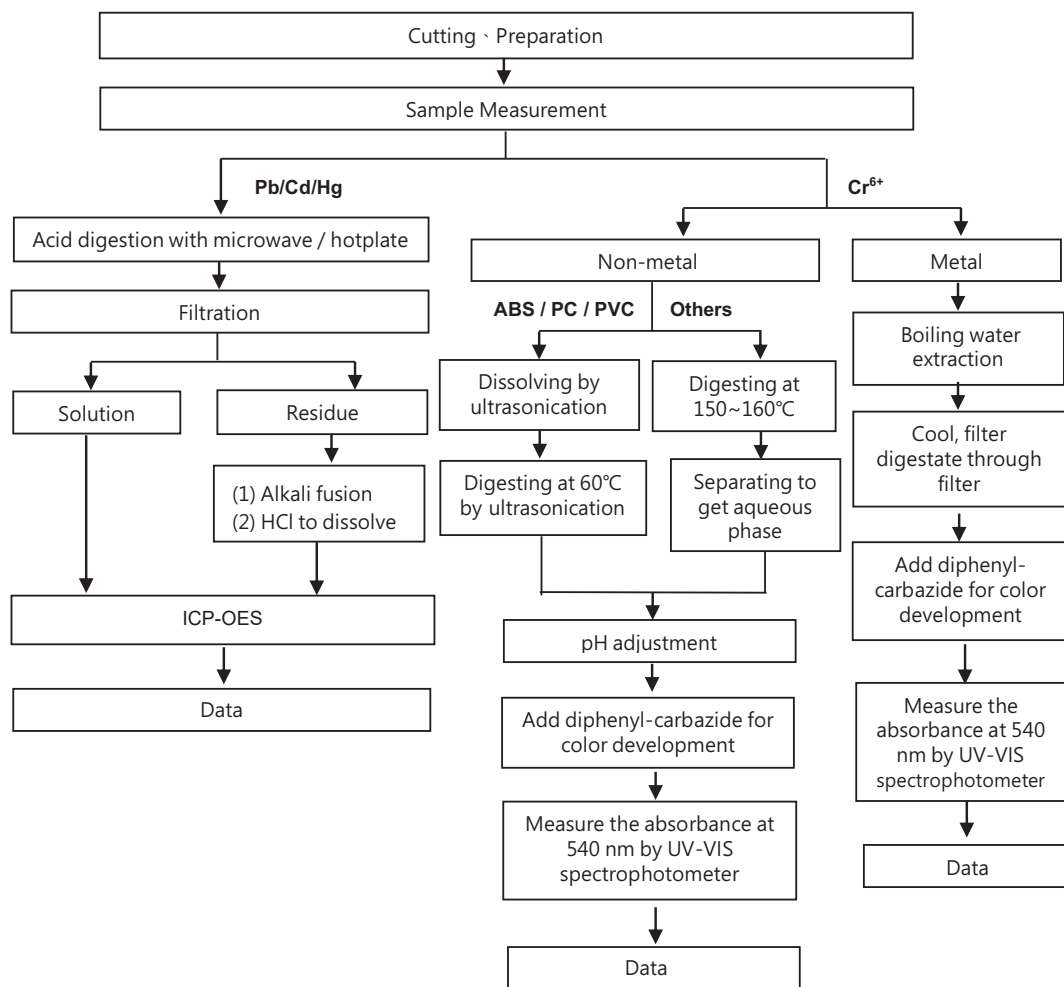 Cutting、Preparation
Sample Measurement
Pb/Cd/Hg
Cr6+
Acid digestion with microwave / hotplate
Filtration
Solution
Residue
(1) Alkali fusion
(2) HCl to dissolve
ICP-OES
Data
Non-metal
ABS / PC / PVC
Others
Dissolving by
ultrasonication
Digesting at 60℃
by ultrasonication
Digesting at
150~160℃
Separating to
get aqueous
phase
pH adjustment
Add diphenyl-carbazide for
color development
Measure the absorbance at
540 nm by UV-VIS
spectrophotometer
Data
Metal
Boiling water
extraction
Cool, filter
digestate through
filter
Add diphenyl-
carbazide for color
development
Measure the
absorbance at 540
nm by UV-VIS
spectrophotometer
Data